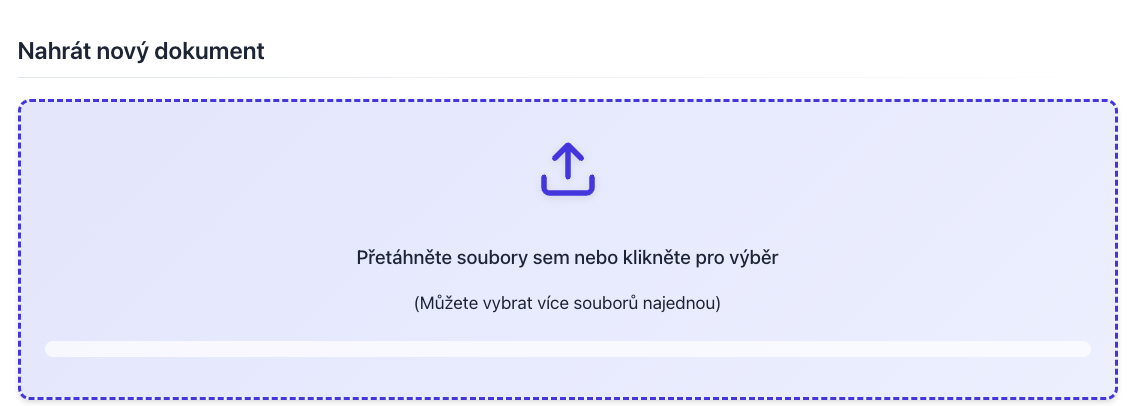 Nahrát nový dokument
Přetáhněte soubory sem nebo klikněte pro výběr
(Můžete vybrat více souborů najednou)